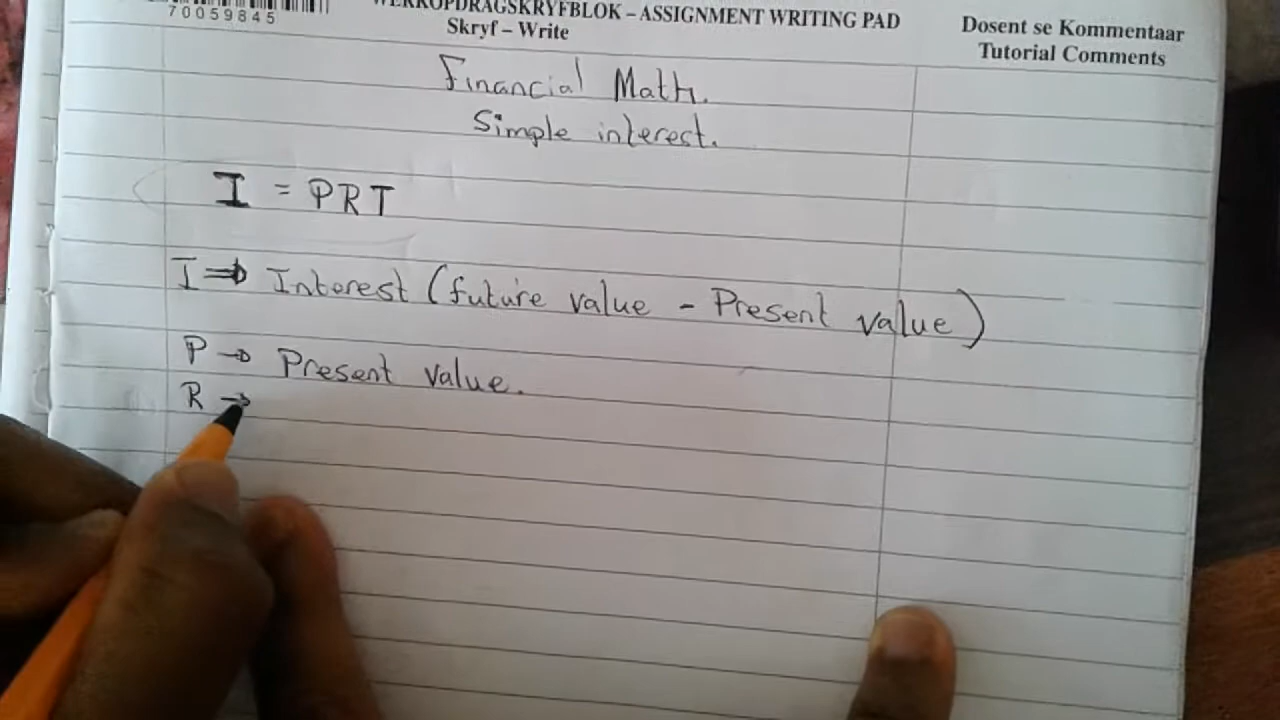 70059845
WERKOPDRAGSKRYFBLOK – ASSIGNMENT WRITING PAD
Skryf – Write
Dosent se Kommentaar
Tutorial Comments
Financial Math.
Simple interest.
I = PRT
I ⇒ Interest (future value - Present value)
P → Present value.
R →